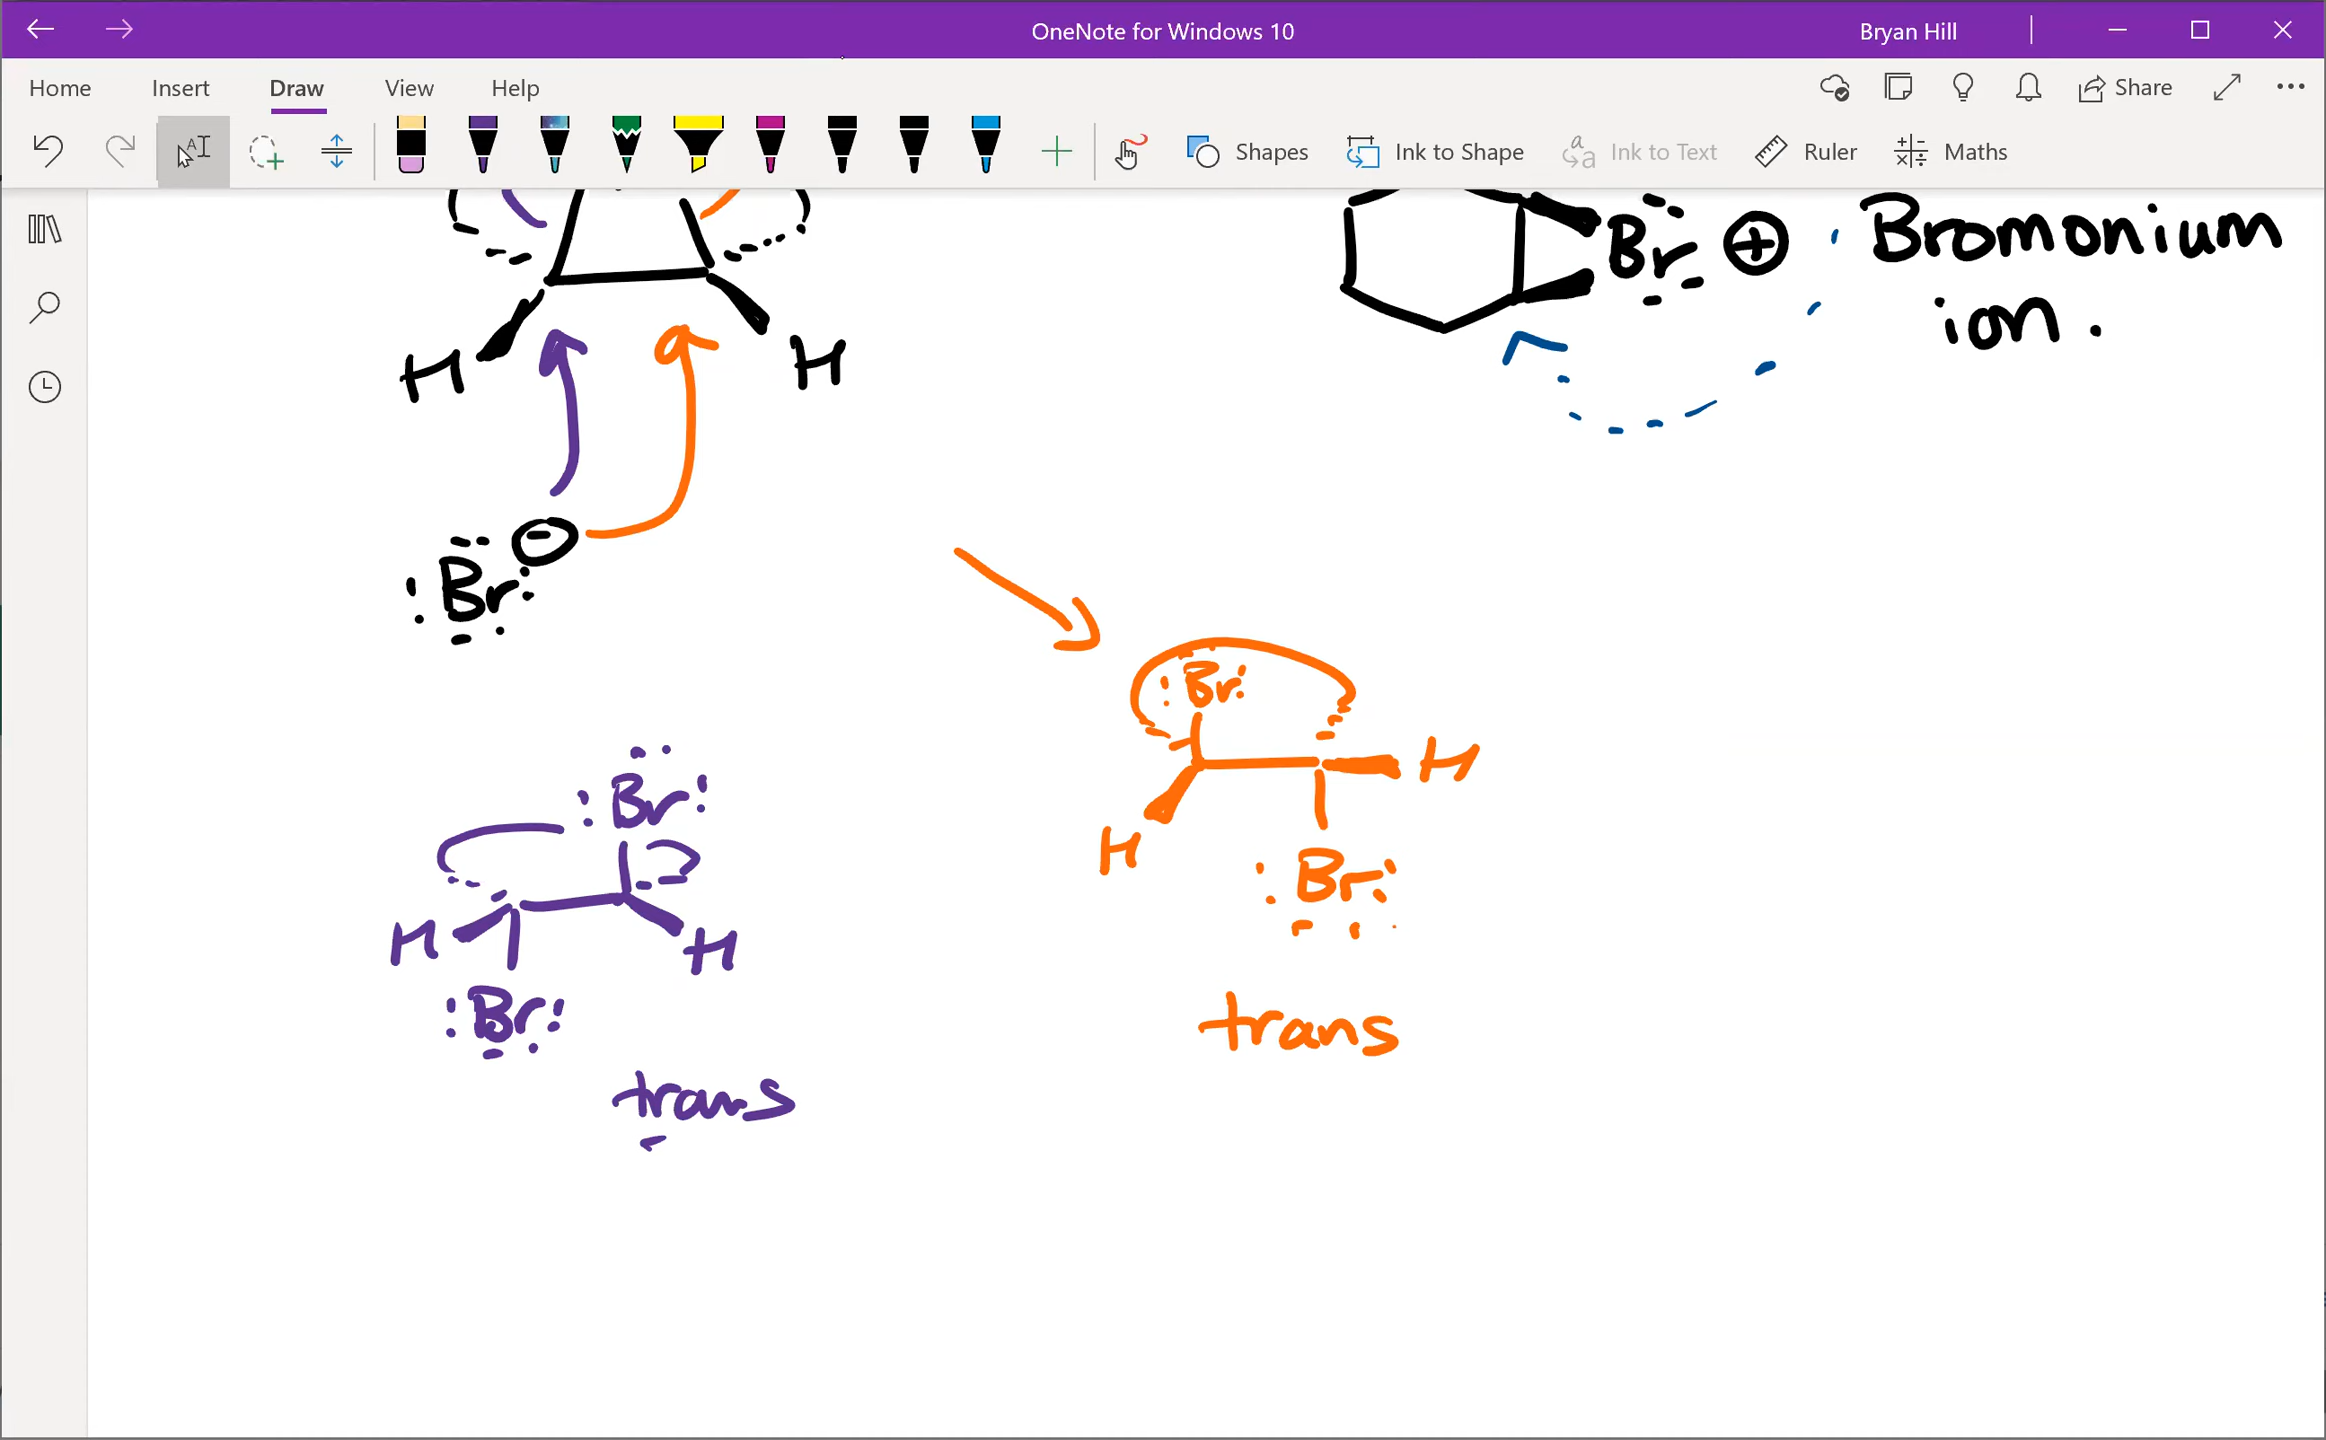 OneNote for Windows 10
Bryan Hill
Home Insert Draw View Help
Share
Shapes
Ink to Shape
Ink to Text
Ruler
Maths
Br + Bromonium
ion.
H H
:Br: −
:Br:
H
H
:Br:
:Br:
H H
:Br:
trans
trans